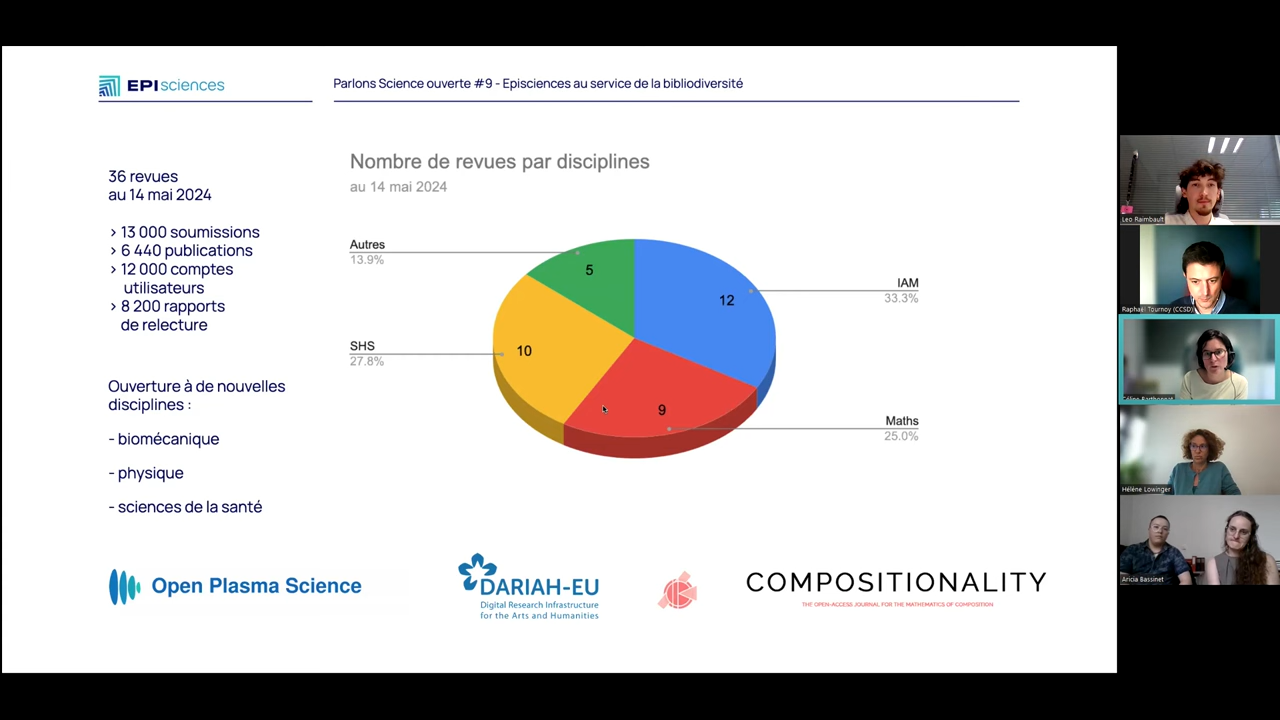 EPIsciences
Parlons Science ouverte #9 - Episciences au service de la bibliodiversité
36 revues
au 14 mai 2024
> 13 000 soumissions
> 6 440 publications
> 12 000 comptes
utilisateurs
> 8 200 rapports
de relecture
Ouverture à de nouvelles
disciplines :
- biomécanique
- physique
- sciences de la santé
Nombre de revues par disciplines
au 14 mai 2024
Autres
13.9%
5
12
IAM
33.3%
SHS
27.8%
10
9
Maths
25.0%
Open Plasma Science
DARIAH-EU
Digital Research Infrastructure
for the Arts and Humanities
COMPOSITIONALITY
THE OPEN-ACCESS JOURNAL FOR THE MATHEMATICS OF COMPOSITION
Leo Raimbault
Raphaël Tournoy (CCSD)
Hélène Lowinger
Aricia Bassinet